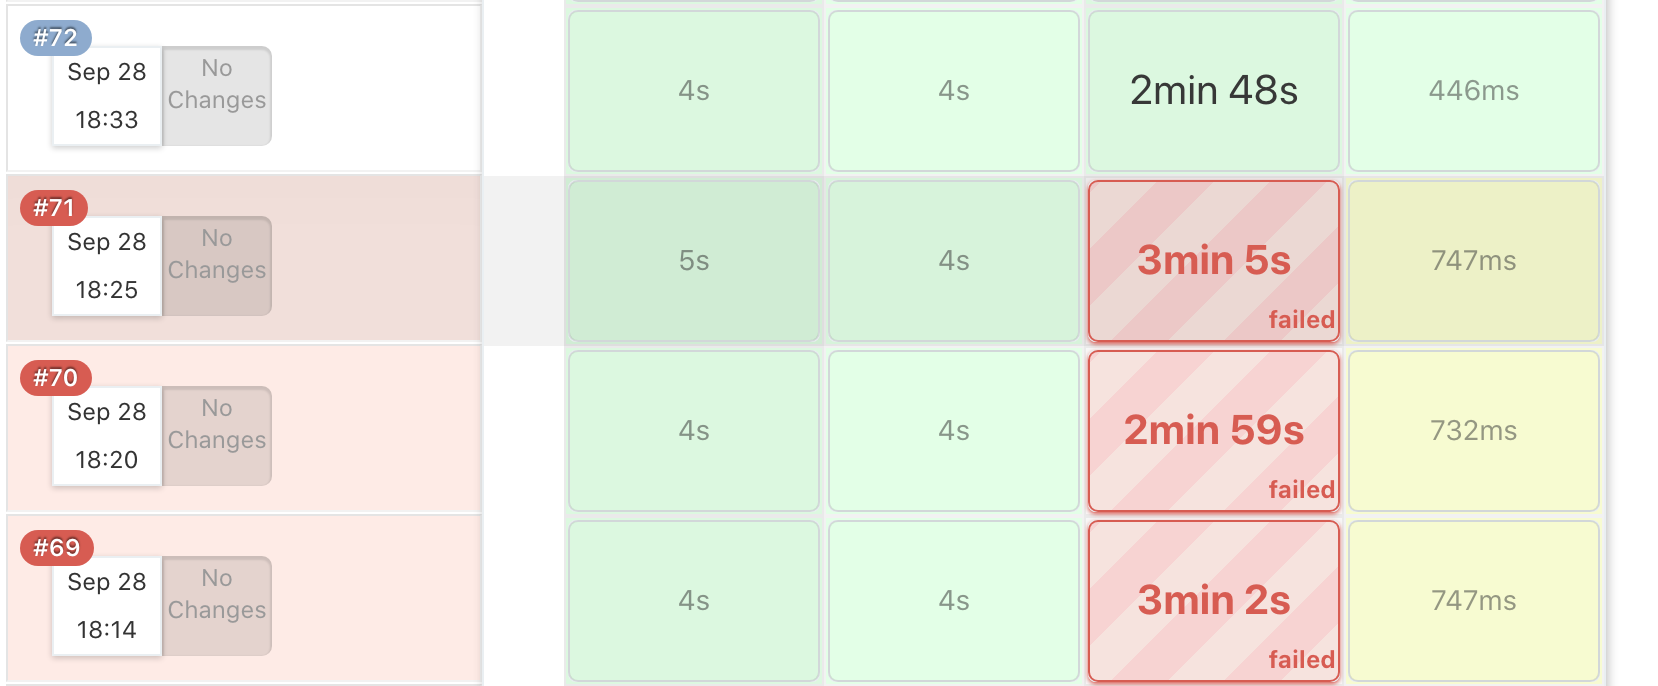 #72
Sep 28
18:33
No
Changes
4s
4s
2min 48s
446ms
#71
Sep 28
18:25
No
Changes
5s
4s
3min 5s
failed
747ms
#70
Sep 28
18:20
No
Changes
4s
4s
2min 59s
failed
732ms
#69
Sep 28
18:14
No
Changes
4s
4s
3min 2s
failed
747ms